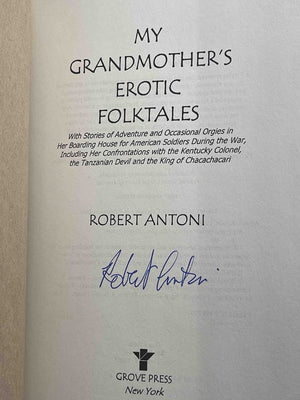 MY
GRANDMOTHER'S
EROTIC
FOLKTALES
With Stories of Adventure and Occasional Orgies in
Her Boarding House for American Soldiers During the War,
Including Her Confrontations with the Kentucky Colonel,
the Tanzanian Devil and the King of Chacachacari
ROBERT ANTONI
Robert Antoni
GROVE PRESS
New York